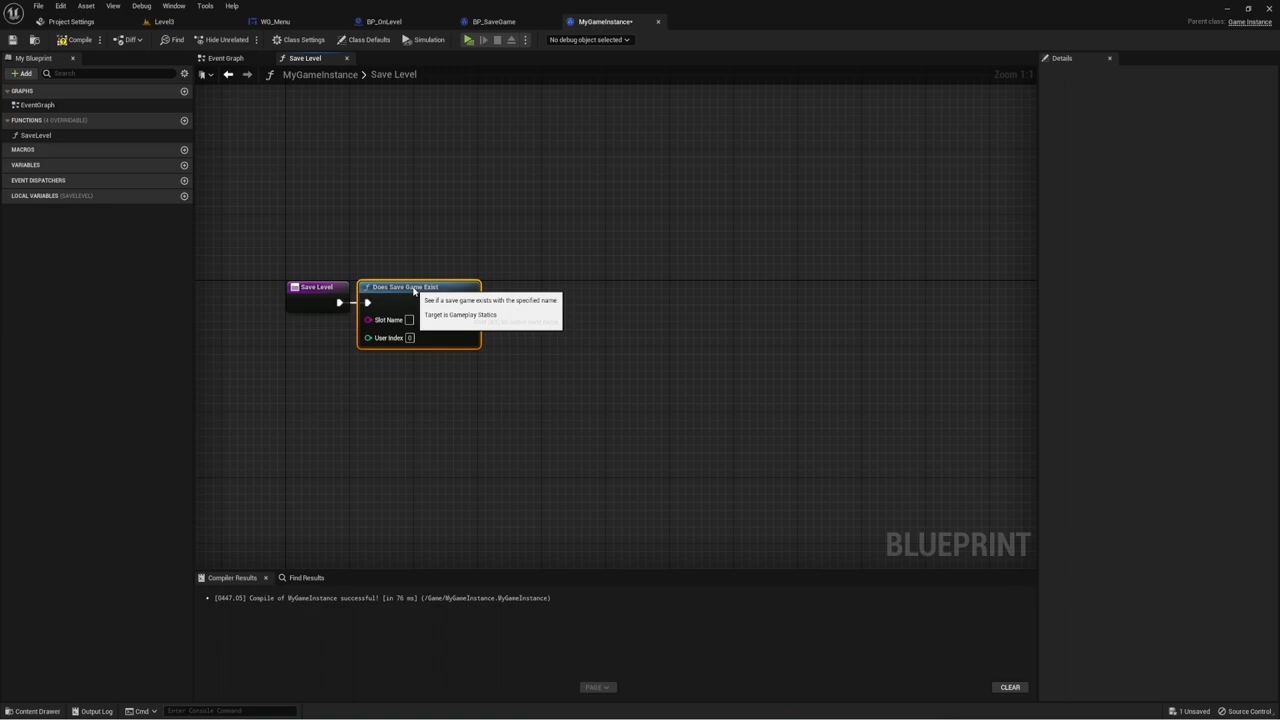 File Edit Asset View Debug Window Tools Help
Project Settings Level3 WG_Menu BP_OnLevel BP_SaveGame MyGameInstance• Parent class: Game Instance
Compile Diff Find Hide Unrelated Class Settings Class Defaults Simulation No debug object selected
My Blueprint Event Graph Save Level Details
Add Search MyGameInstance > Save Level Zoom 1:1
GRAPHS
EventGraph
FUNCTIONS (4 OVERRIDABLE)
SaveLevel
MACROS
VARIABLES
EVENT DISPATCHERS
LOCAL VARIABLES (SAVELEVEL)
Save Level Does Save Game Exist
See if a save game exists with the specified name.
Target is Gameplay Statics
Slot Name
User Index 0
BLUEPRINT
Compiler Results Find Results
[0447.05] Compile of MyGameInstance successful! [in 76 ms] (/Game/MyGameInstance.MyGameInstance)
PAGE CLEAR
Content Drawer Output Log Cmd Enter Console Command 1 Unsaved Source Control